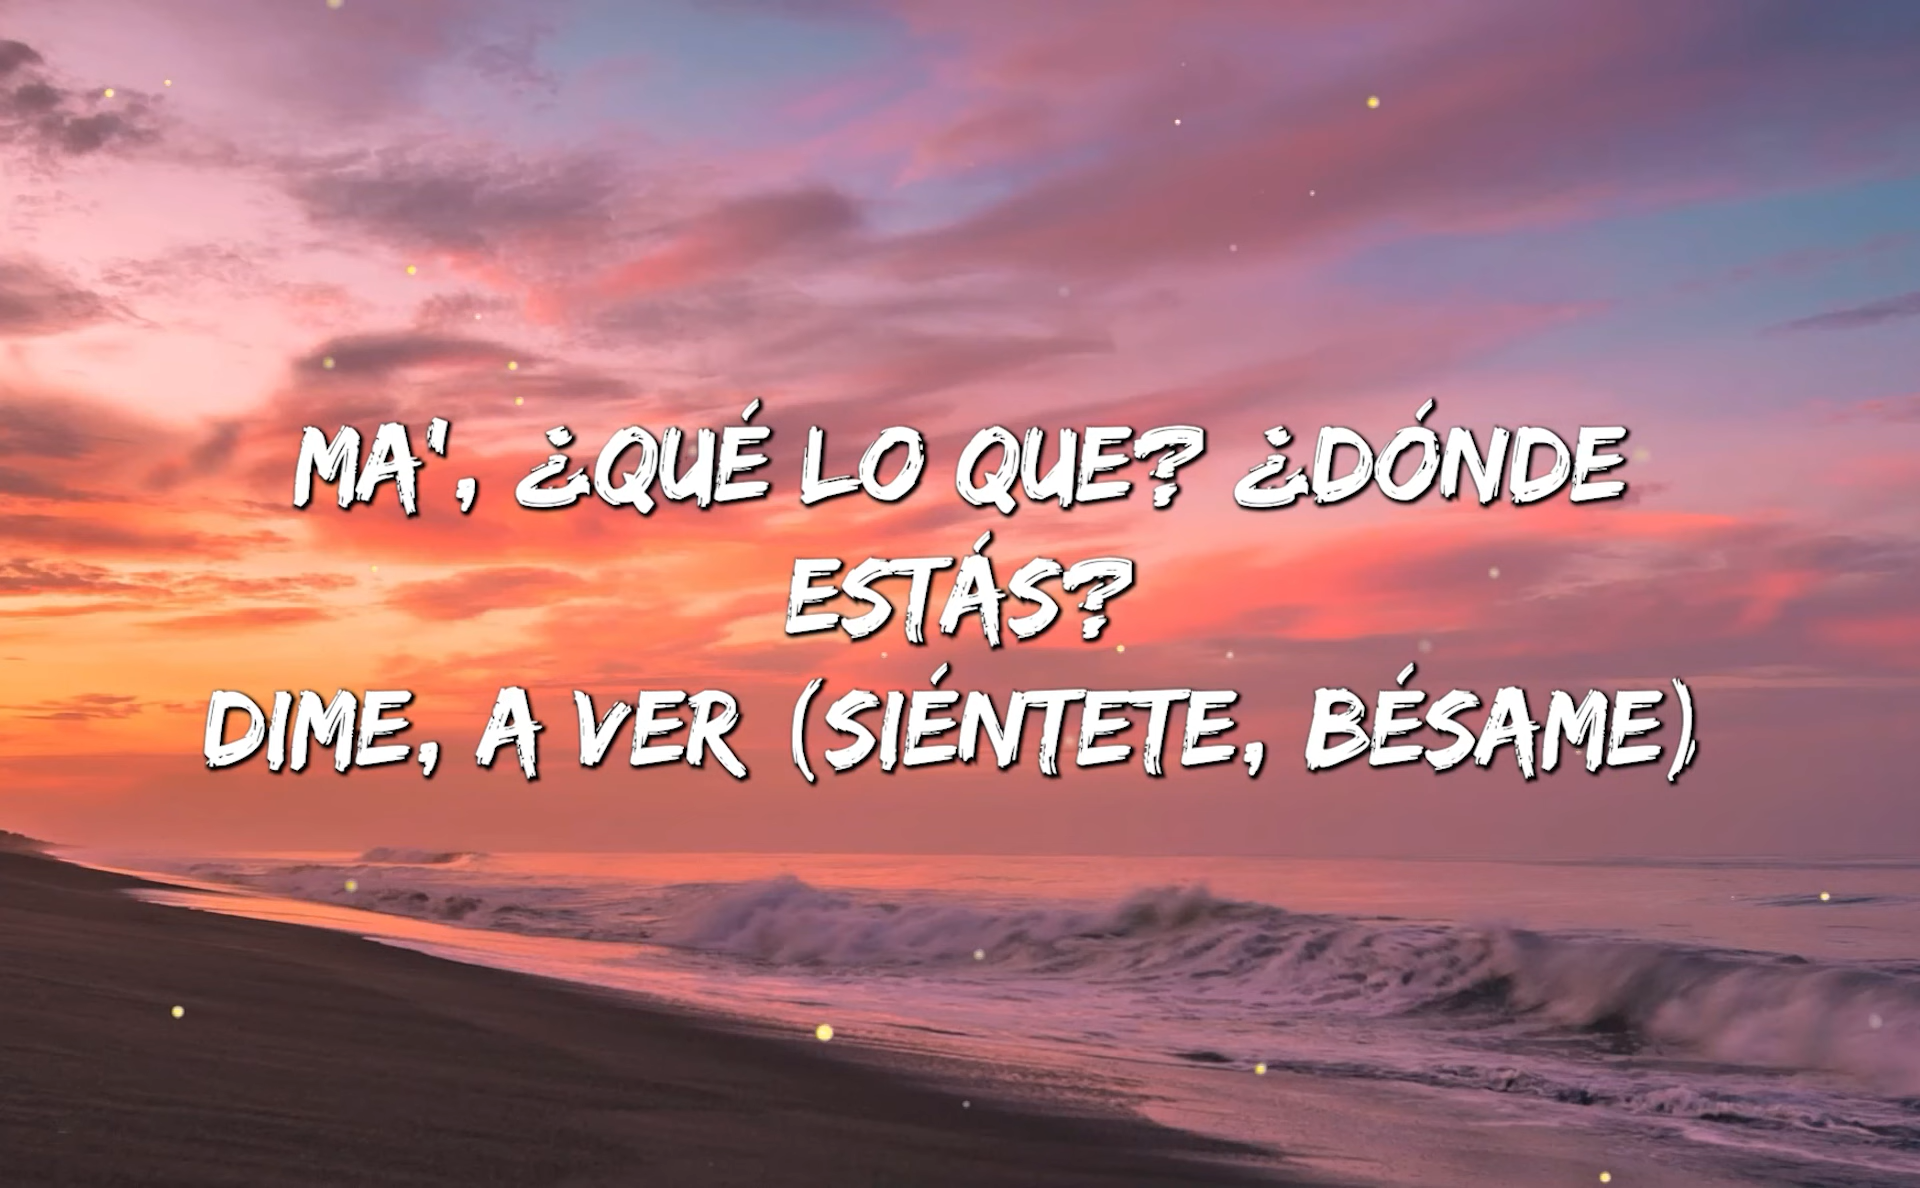 MA', ¿QUÉ LO QUE? ¿DÓNDE
ESTÁS?
DIME, A VER (SIÉNTETE, BÉSAME)